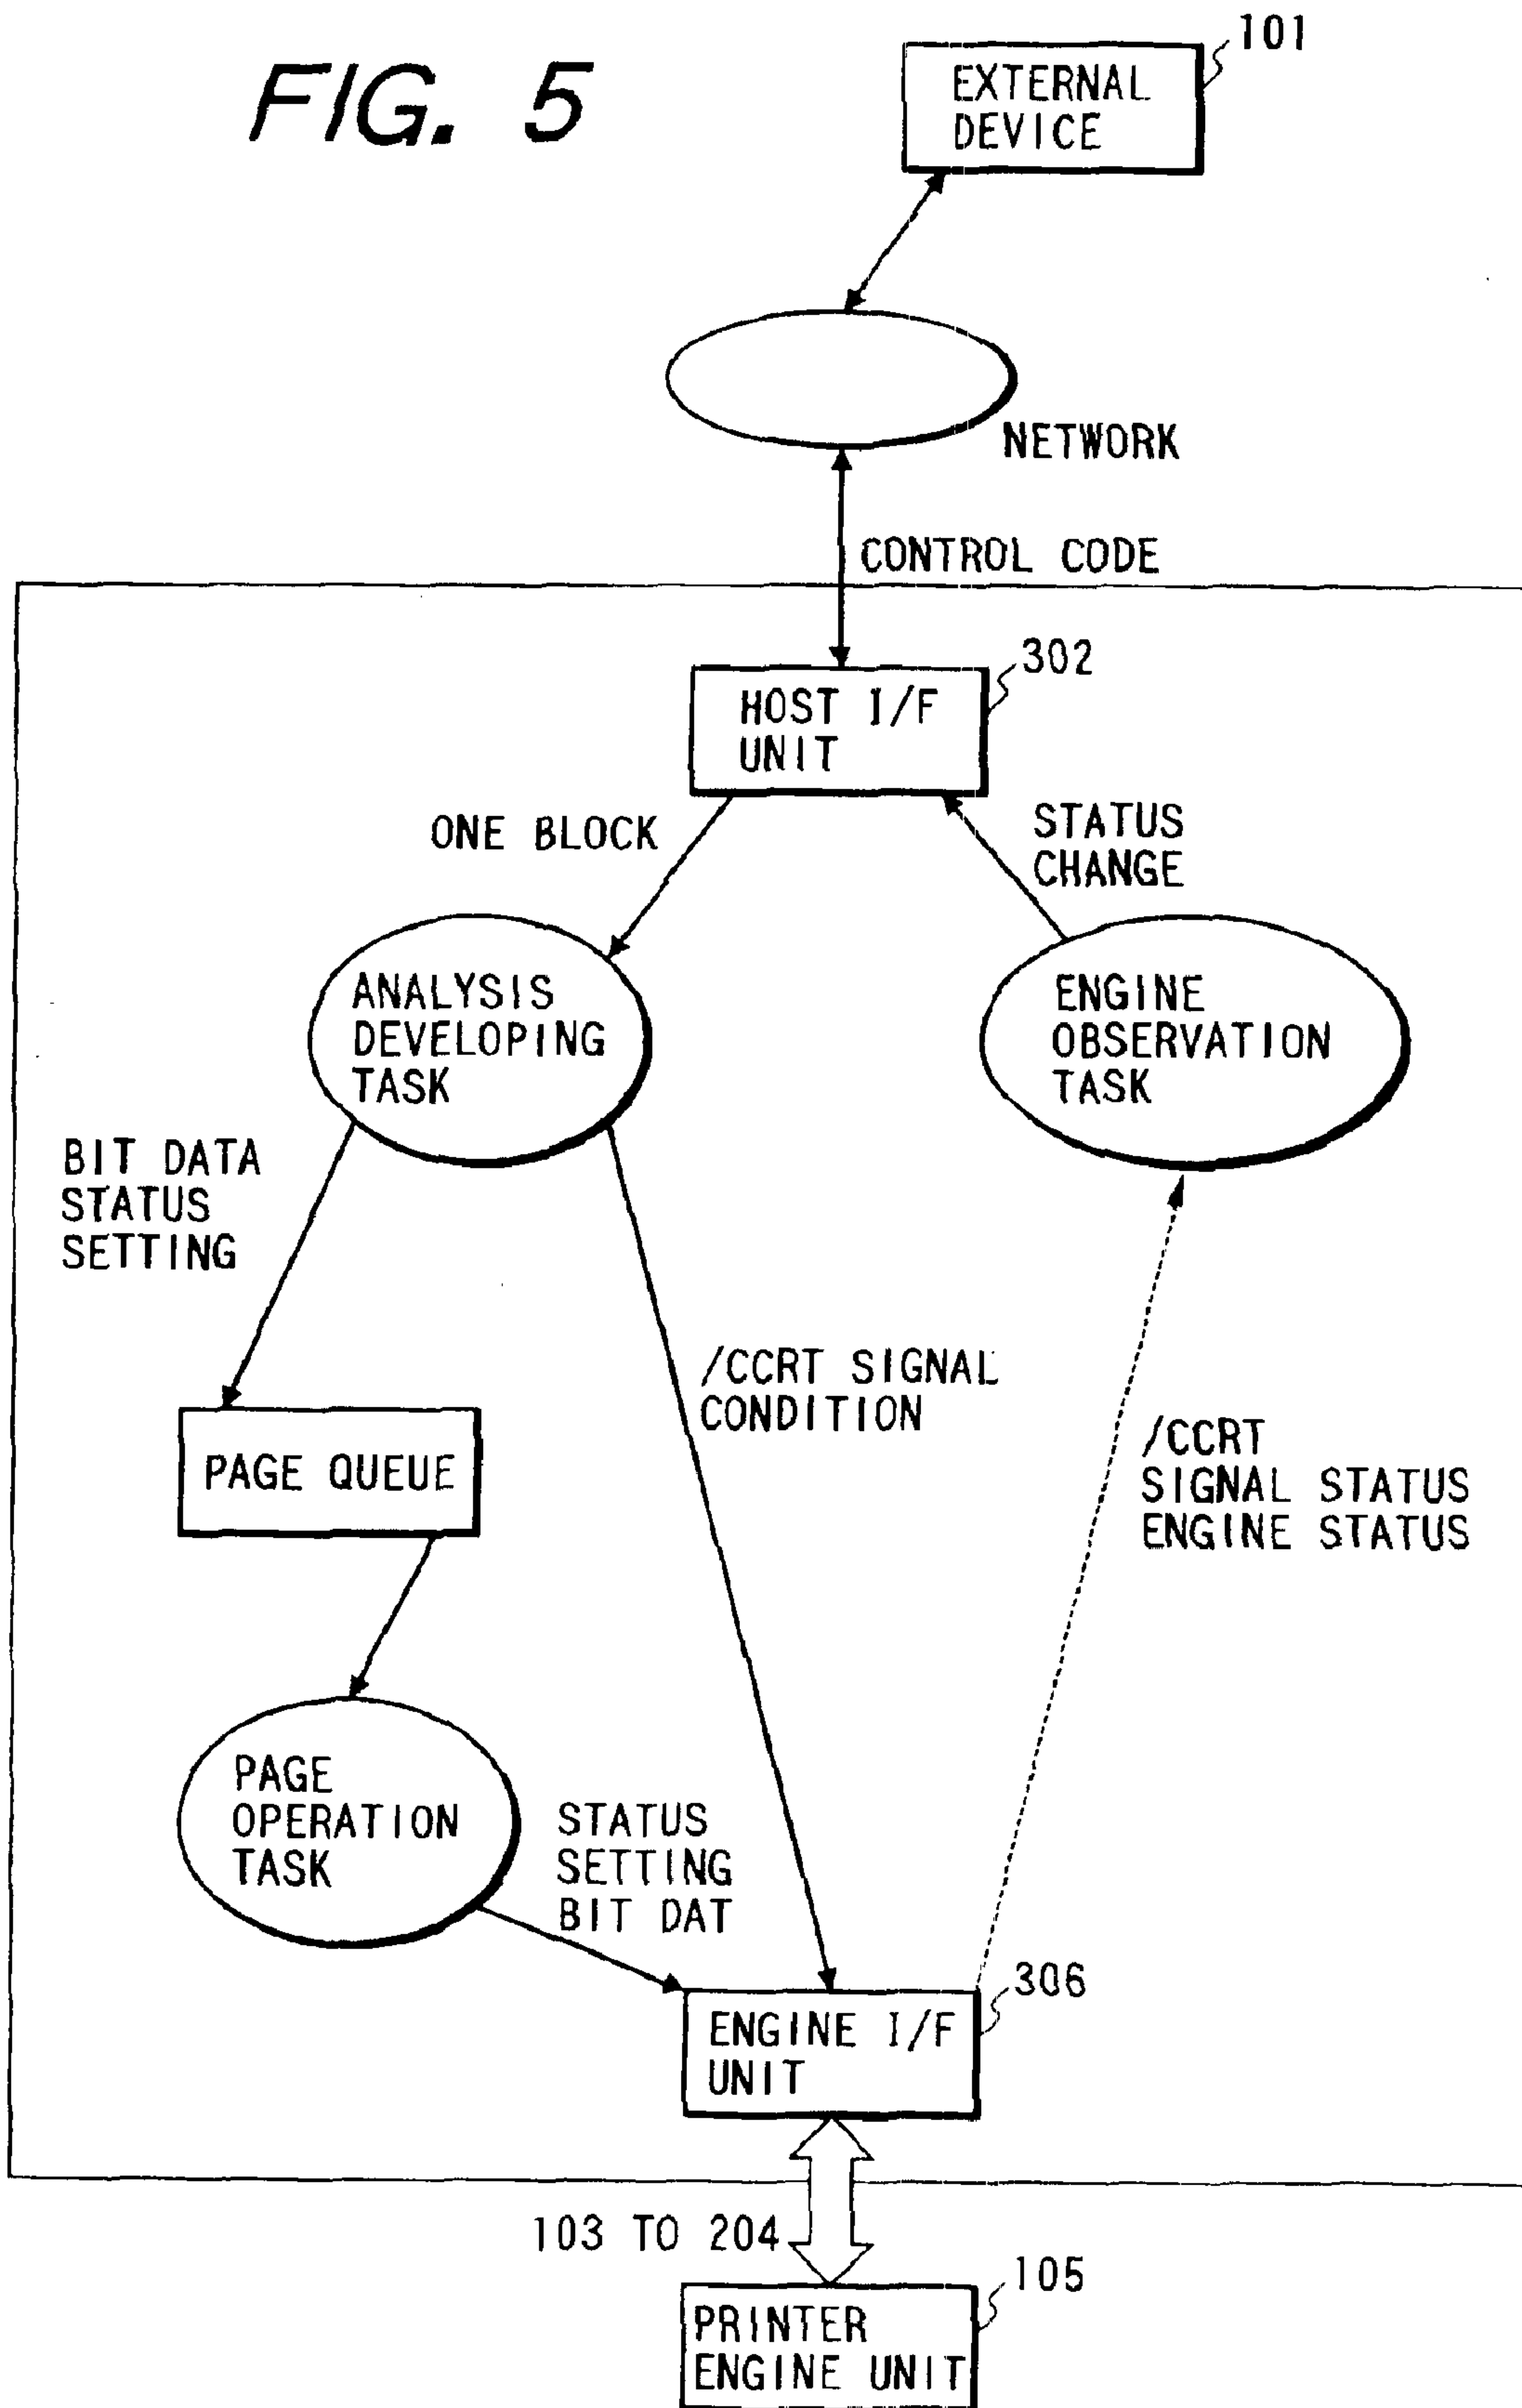 FIG. 5
101
EXTERNAL
DEVICE
NETWORK
CONTROL CODE
302
HOST I/F
UNIT
ONE BLOCK
STATUS
CHANGE
ANALYSIS
DEVELOPING
TASK
ENGINE
OBSERVATION
TASK
BIT DATA
STATUS
SETTING
/CCRT SIGNAL
CONDITION
PAGE QUEUE
/CCRT
SIGNAL STATUS
ENGINE STATUS
PAGE
OPERATION
TASK
STATUS
SETTING
BIT DAT
306
ENGINE I/F
UNIT
103 TO 204
105
PRINTER
ENGINE UNIT